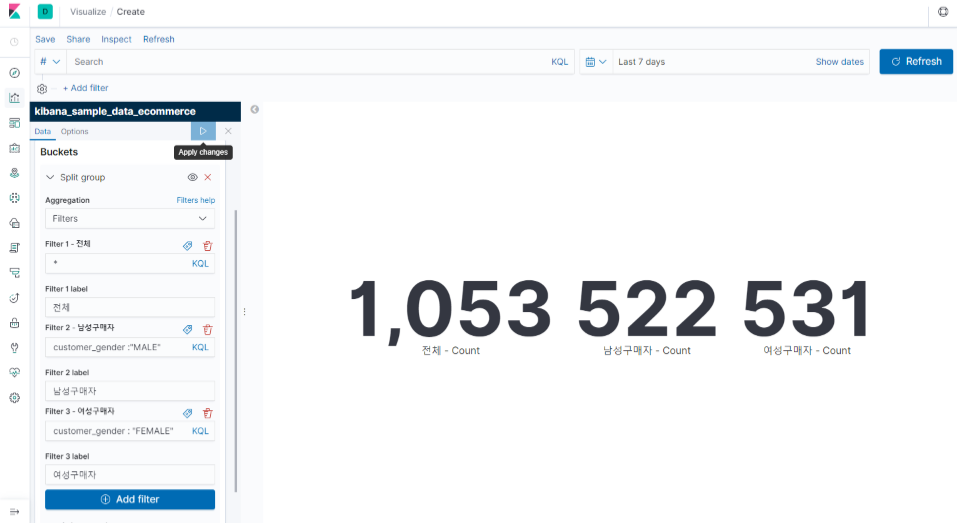 D Visualize / Create
Save Share Inspect Refresh
# Search KQL Last 7 days Show dates Refresh
+ Add filter
kibana_sample_data_ecommerce
Data Options
Apply changes
Buckets
Split group
Aggregation Filters help
Filters
Filter 1 - 전체
* KQL
Filter 1 label
전체
Filter 2 - 남성구매자
customer_gender :"MALE" KQL
Filter 2 label
남성구매자
Filter 3 - 여성구매자
customer_gender : "FEMALE" KQL
Filter 3 label
여성구매자
Add filter
1,053 522 531
전체 - Count 남성구매자 - Count 여성구매자 - Count